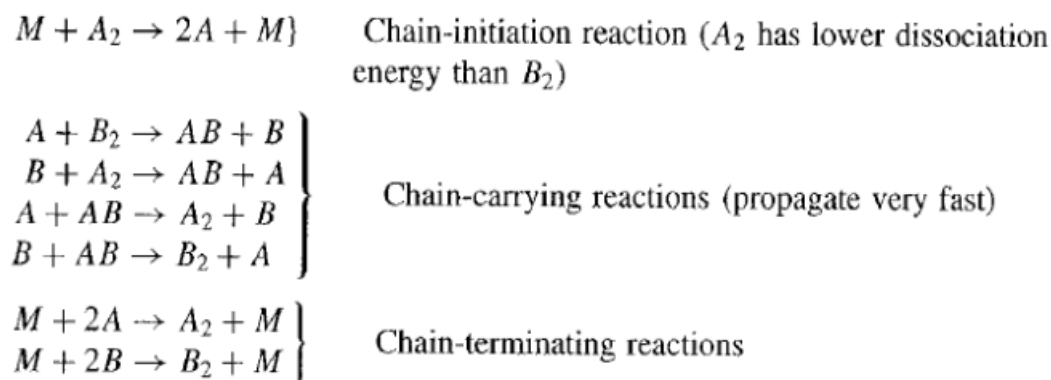 M + A₂ → 2A + M} Chain-initiation reaction (A₂ has lower dissociation
energy than B₂)
A + B₂ → AB + B
B + A₂ → AB + A
A + AB → A₂ + B
B + AB → B₂ + A
Chain-carrying reactions (propagate very fast)
M + 2A → A₂ + M
M + 2B → B₂ + M
Chain-terminating reactions